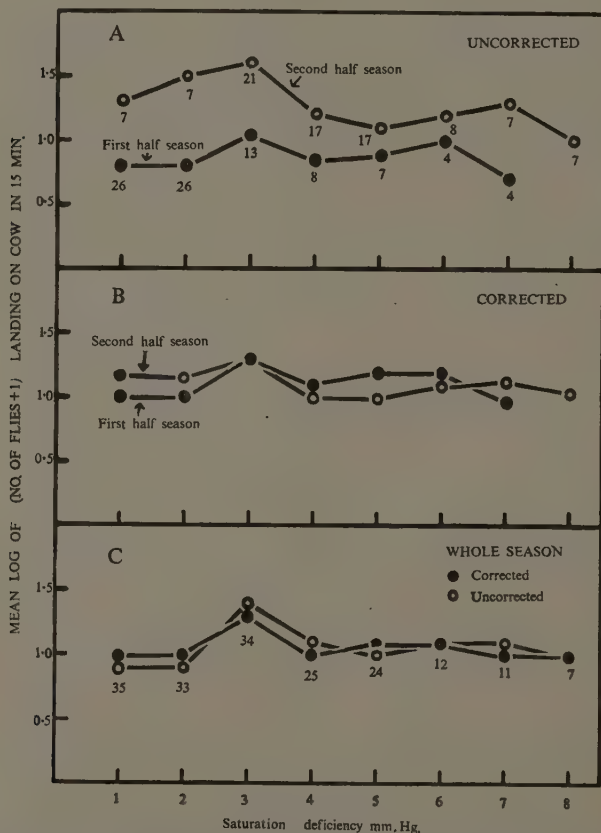 MEAN LOG OF (NO. OF FLIES+1) LANDING ON COW IN 15 MIN.
A
UNCORRECTED
1·5
1·0
0·5
Second half season
First half season
7
7
21
17
17
8
7
7
26
26
13
8
7
4
4
B
CORRECTED
1·5
1·0
0·5
Second half season
First half season
C
WHOLE SEASON
Corrected
Uncorrected
1·5
1·0
0·5
35
33
34
25
24
12
11
7
1 2 3 4 5 6 7 8
Saturation deficiency mm. Hg.